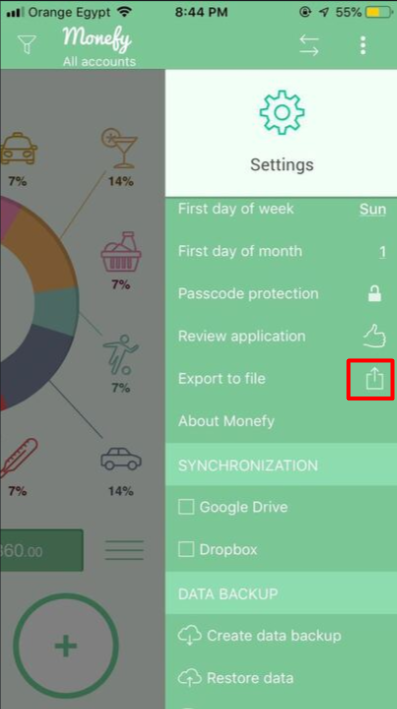 Orange Egypt 8:44 PM 55%
Monefy
All accounts
7%
14%
7%
7%
7%
14%
360.00
Settings
First day of week Sun
First day of month 1
Passcode protection
Review application
Export to file
About Monefy
SYNCHRONIZATION
Google Drive
Dropbox
DATA BACKUP
Create data backup
Restore data